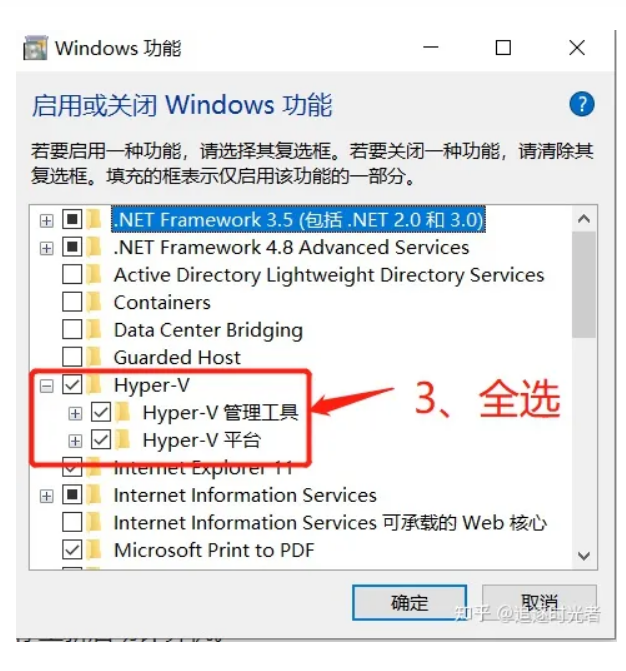 Windows 功能
启用或关闭 Windows 功能
若要启用一种功能，请选择其复选框。若要关闭一种功能，请清除其
复选框。填充的框表示仅启用该功能的一部分。
.NET Framework 3.5 (包括 .NET 2.0 和 3.0)
.NET Framework 4.8 Advanced Services
Active Directory Lightweight Directory Services
Containers
Data Center Bridging
Guarded Host
Hyper-V
Hyper-V 管理工具
3、全选
Hyper-V 平台
Internet Explorer 11
Internet Information Services
Internet Information Services 可承载的 Web 核心
Microsoft Print to PDF
确定
取消
知乎 @追逐时光者